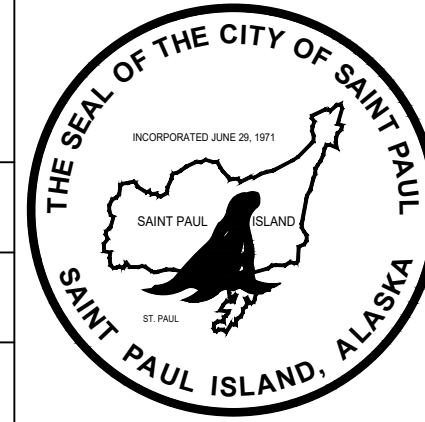 THE SEAL OF THE CITY OF SAINT PAUL
INCORPORATED JUNE 29, 1971
SAINT PAUL ISLAND
ST. PAUL
SAINT PAUL ISLAND, ALASKA